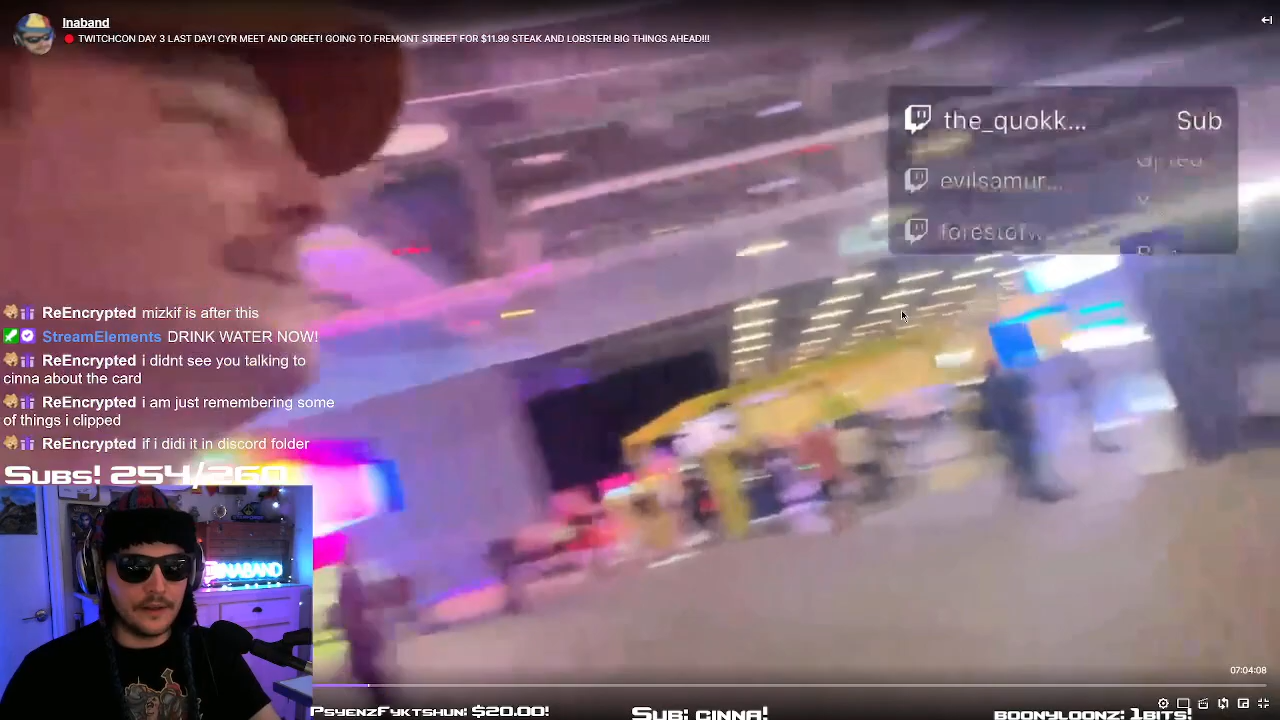 Inaband
TWITCHCON DAY 3 LAST DAY! CYR MEET AND GREET! GOING TO FREMONT STREET FOR $11.99 STEAK AND LOBSTER! BIG THINGS AHEAD!!!
the_quokk... Sub
evilsamur...
forestofw...
ReEncrypted mizkif is after this
StreamElements DRINK WATER NOW!
ReEncrypted i didnt see you talking to
cinna about the card
ReEncrypted i am just remembering some
of things i clipped
ReEncrypted if i didi it in discord folder
Subs! 254/260
INABAND
07:04:08
PsyenzFyktshun: $20.00!
Sub: cinna!
boonyloonz: 1Bits!